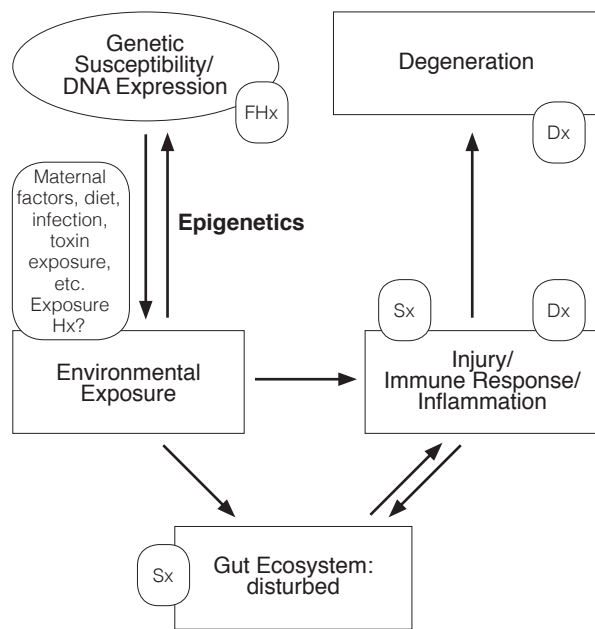 Genetic
Susceptibility/
DNA Expression
FHx
Degeneration
Dx
Maternal
factors, diet,
infection,
toxin
exposure,
etc.
Exposure
Hx?
Epigenetics
Environmental
Exposure
Sx
Dx
Injury/
Immune Response/
Inflammation
Sx
Gut Ecosystem:
disturbed